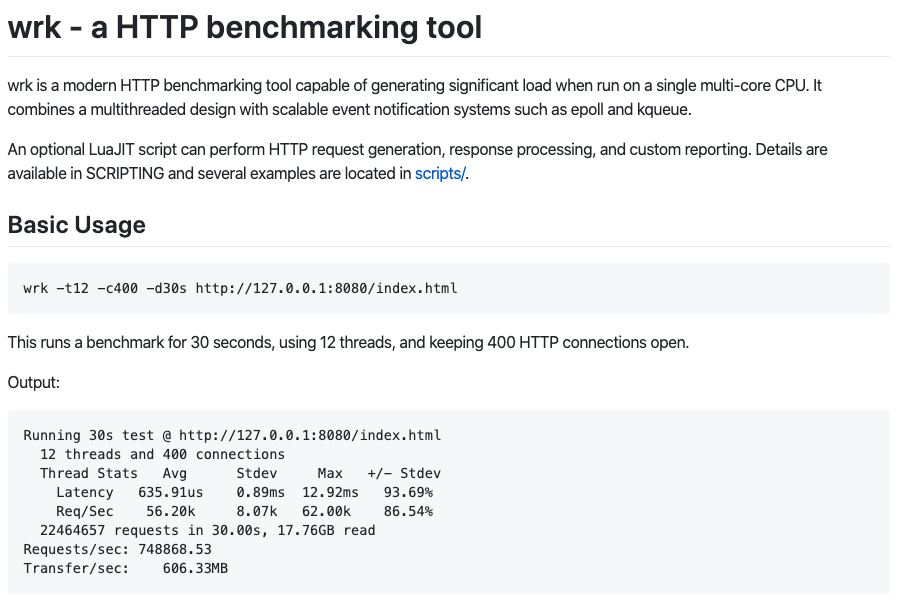 wrk - a HTTP benchmarking tool
wrk is a modern HTTP benchmarking tool capable of generating significant load when run on a single multi-core CPU. It
combines a multithreaded design with scalable event notification systems such as epoll and kqueue.
An optional LuaJIT script can perform HTTP request generation, response processing, and custom reporting. Details are
available in SCRIPTING and several examples are located in scripts/.
Basic Usage
wrk -t12 -c400 -d30s http://127.0.0.1:8080/index.html
This runs a benchmark for 30 seconds, using 12 threads, and keeping 400 HTTP connections open.
Output:
Running 30s test @ http://127.0.0.1:8080/index.html
  12 threads and 400 connections
  Thread Stats   Avg      Stdev     Max   +/- Stdev
    Latency   635.91us    0.89ms  12.92ms   93.69%
    Req/Sec    56.20k     8.07k   62.00k    86.54%
  22464657 requests in 30.00s, 17.76GB read
Requests/sec: 748868.53
Transfer/sec:    606.33MB